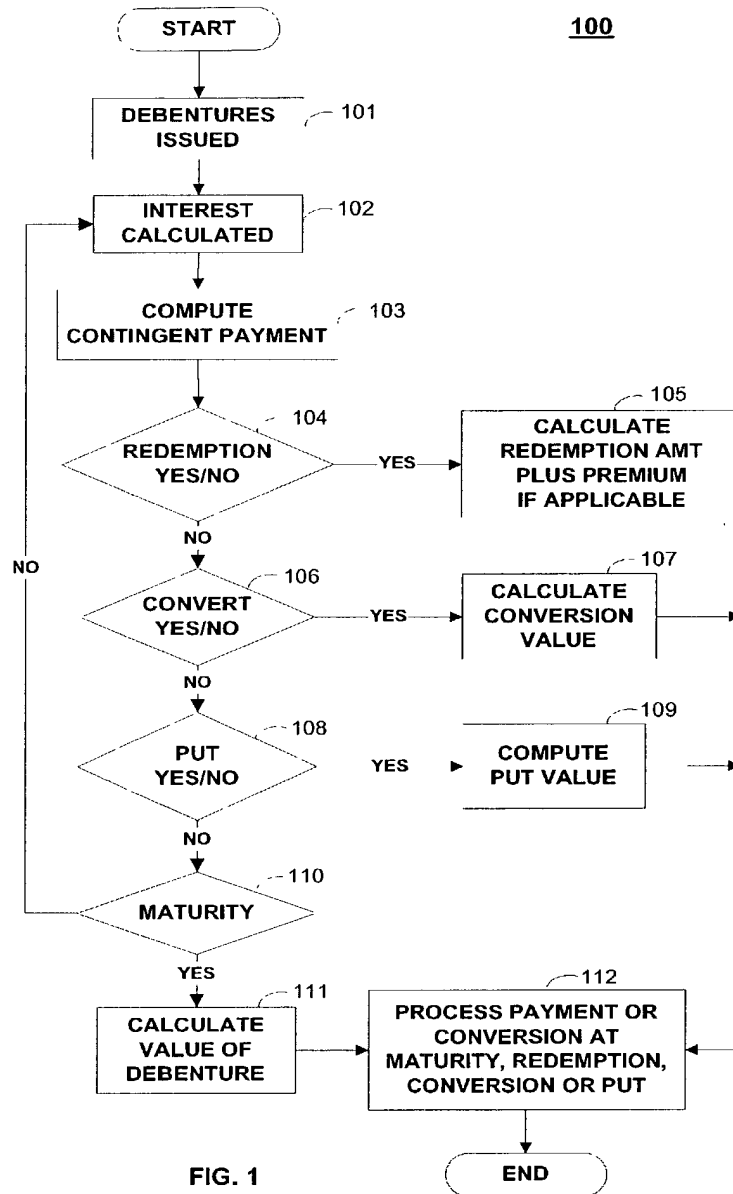 START
100
DEBENTURES
ISSUED
101
INTEREST
CALCULATED
102
COMPUTE
CONTINGENT PAYMENT
103
104
REDEMPTION
YES/NO
YES
105
CALCULATE
REDEMPTION AMT
PLUS PREMIUM
IF APPLICABLE
NO
NO
106
CONVERT
YES/NO
YES
107
CALCULATE
CONVERSION
VALUE
NO
108
PUT
YES/NO
YES
109
COMPUTE
PUT VALUE
NO
110
MATURITY
YES
111
CALCULATE
VALUE OF
DEBENTURE
112
PROCESS PAYMENT OR
CONVERSION AT
MATURITY, REDEMPTION,
CONVERSION OR PUT
END
FIG. 1